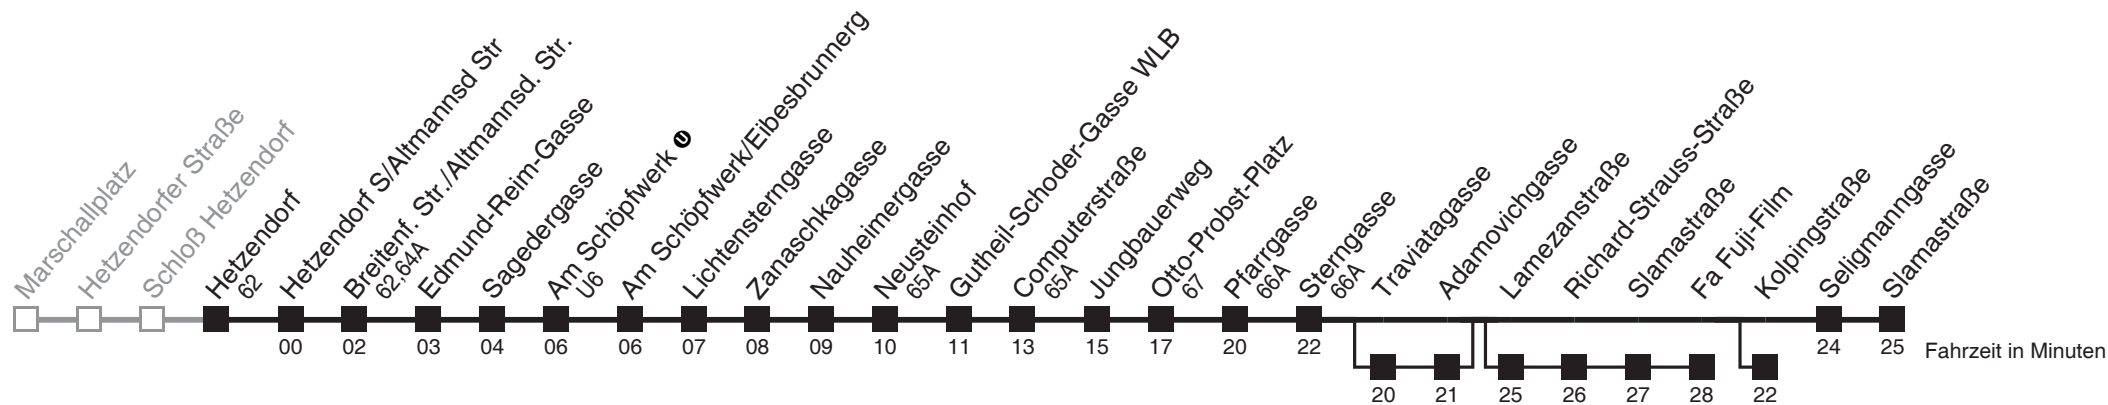 Marschallplatz
Hetzendorfer Straße
Schloß Hetzendorf
Hetzendorf
62
Hetzendorf S/Altmannsd Str
Breitenf. Str./Altmannsd. Str.
62,64A
Edmund-Reim-Gasse
Sagedergasse
Am Schöpfwerk U
U6
Am Schöpfwerk/Eibesbrunnerg
Lichtensterngasse
Zanaschkagasse
Nauheimergasse
Neusteinhof
65A
Gutheil-Schoder-Gasse WLB
Computerstraße
65A
Jungbauerweg
Otto-Probst-Platz
67
Pfarrgasse
66A
Sterngasse
66A
Traviatagasse
Adamovichgasse
Lamezanstraße
Richard-Strauss-Straße
Slamastraße
Fa Fuji-Film
Kolpingstraße
Seligmanngasse
Slamastraße
00 02 03 04 06 06 07 08 09 10 11 13 15 17 20 22 24 25 Fahrzeit in Minuten
20 21 25 26 27 28 22